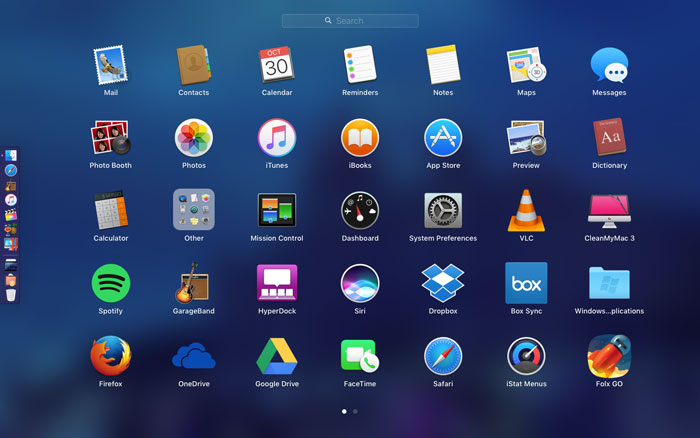 Search
Mail
Contacts
OCT
30
Calendar
Reminders
Notes
3D
Maps
Messages
Photo Booth
Photos
iTunes
iBooks
App Store
Preview
Dictionary
Aa
Dictionary
Calculator
Other
Mission Control
Dashboard
System Preferences
VLC
CleanMyMac 3
Spotify
GarageBand
HyperDock
Siri
Dropbox
box
Box Sync
Windows...plications
Firefox
OneDrive
Google Drive
FaceTime
Safari
iStat Menus
Folx GO